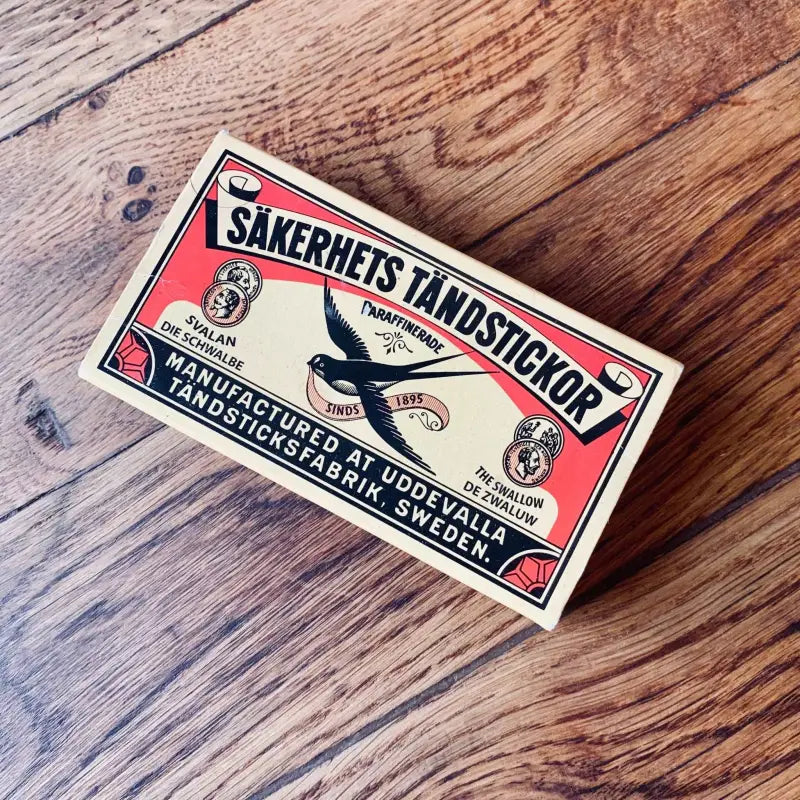 SÄKERHETS TÄNDSTICKOR
PARAFFINERADE
SVALAN
DIE SCHWALBE
SINDS 1895
THE SWALLOW
DE ZWALUW
MANUFACTURED AT UDDEVALLA
TÄNDSTICKSFABRIK, SWEDEN.